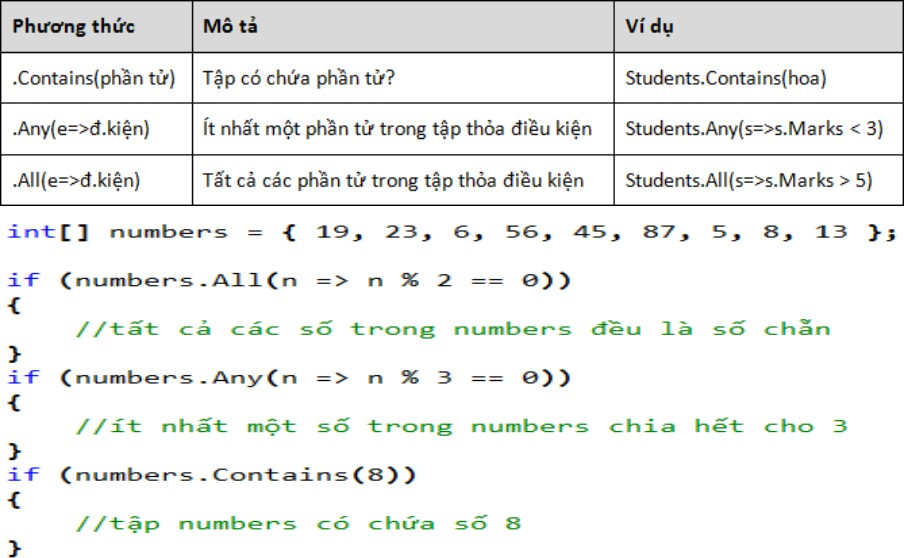 Phương thức Mô tả Ví dụ
.Contains(phần tử) Tập có chứa phần tử? Students.Contains(hoa)
.Any(e=>đ.kiện) Ít nhất một phần tử trong tập thỏa điều kiện Students.Any(s=>s.Marks < 3)
.All(e=>đ.kiện) Tất cả các phần tử trong tập thỏa điều kiện Students.All(s=>s.Marks > 5)
int[] numbers = { 19, 23, 6, 56, 45, 87, 5, 8, 13 };
if (numbers.All(n => n % 2 == 0))
{
//tất cả các số trong numbers đều là số chẵn
}
if (numbers.Any(n => n % 3 == 0))
{
//ít nhất một số trong numbers chia hết cho 3
}
if (numbers.Contains(8))
{
//tập numbers có chứa số 8
}